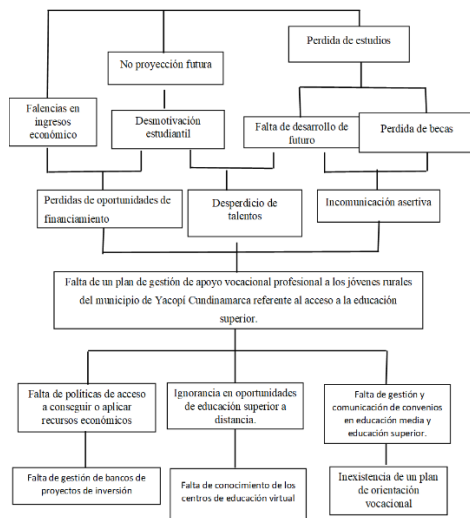 Perdida de estudios
No proyección futura
Falencias en
ingresos
económico
Desmotivación
estudiantil
Falta de desarrollo de
futuro
Perdida de becas
Perdidas de oportunidades de
financiamiento
Desperdicio de
talentos
Incomunicación asertiva
Falta de un plan de gestión de apoyo vocacional profesional a los jóvenes rurales
del municipio de Yacopí Cundinamarca referente al acceso a la educación
superior.
Falta de políticas de acceso
a conseguir o aplicar
recursos económicos
Ignorancia en oportunidades
de educación superior a
distancia.
Falta de gestión y
comunicación de convenios
en educación media y
educación superior.
Falta de gestión de bancos de
proyectos de inversión
Falta de conocimiento de los
centros de educación virtual
Inexistencia de un plan
de orientación
vocacional